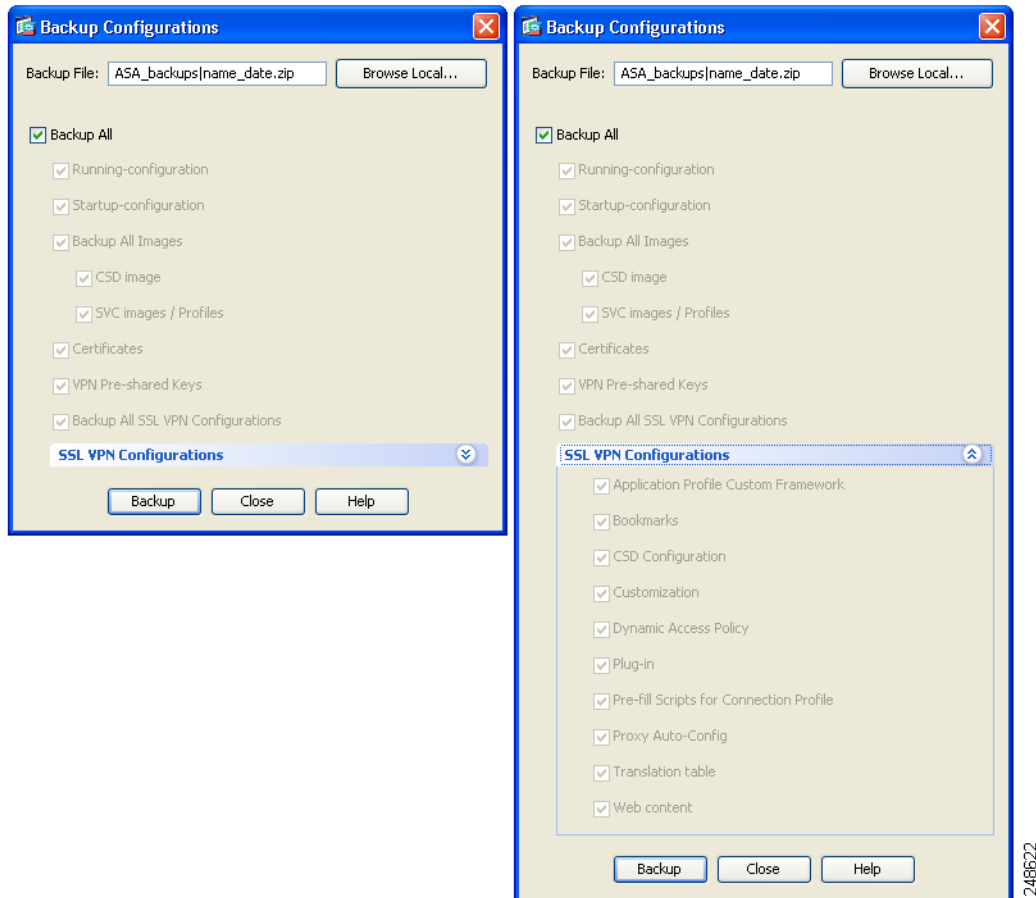 Backup Configurations
Backup File: ASA_backups|name_date.zip Browse Local...
Backup All
Running-configuration
Startup-configuration
Backup All Images
CSD image
SVC images / Profiles
Certificates
VPN Pre-shared Keys
Backup All SSL VPN Configurations
SSL VPN Configurations
Backup Close Help
Backup Configurations
Backup File: ASA_backups|name_date.zip Browse Local...
Backup All
Running-configuration
Startup-configuration
Backup All Images
CSD image
SVC images / Profiles
Certificates
VPN Pre-shared Keys
Backup All SSL VPN Configurations
SSL VPN Configurations
Application Profile Custom Framework
Bookmarks
CSD Configuration
Customization
Dynamic Access Policy
Plug-in
Pre-fill Scripts for Connection Profile
Proxy Auto-Config
Translation table
Web content
Backup Close Help
248622